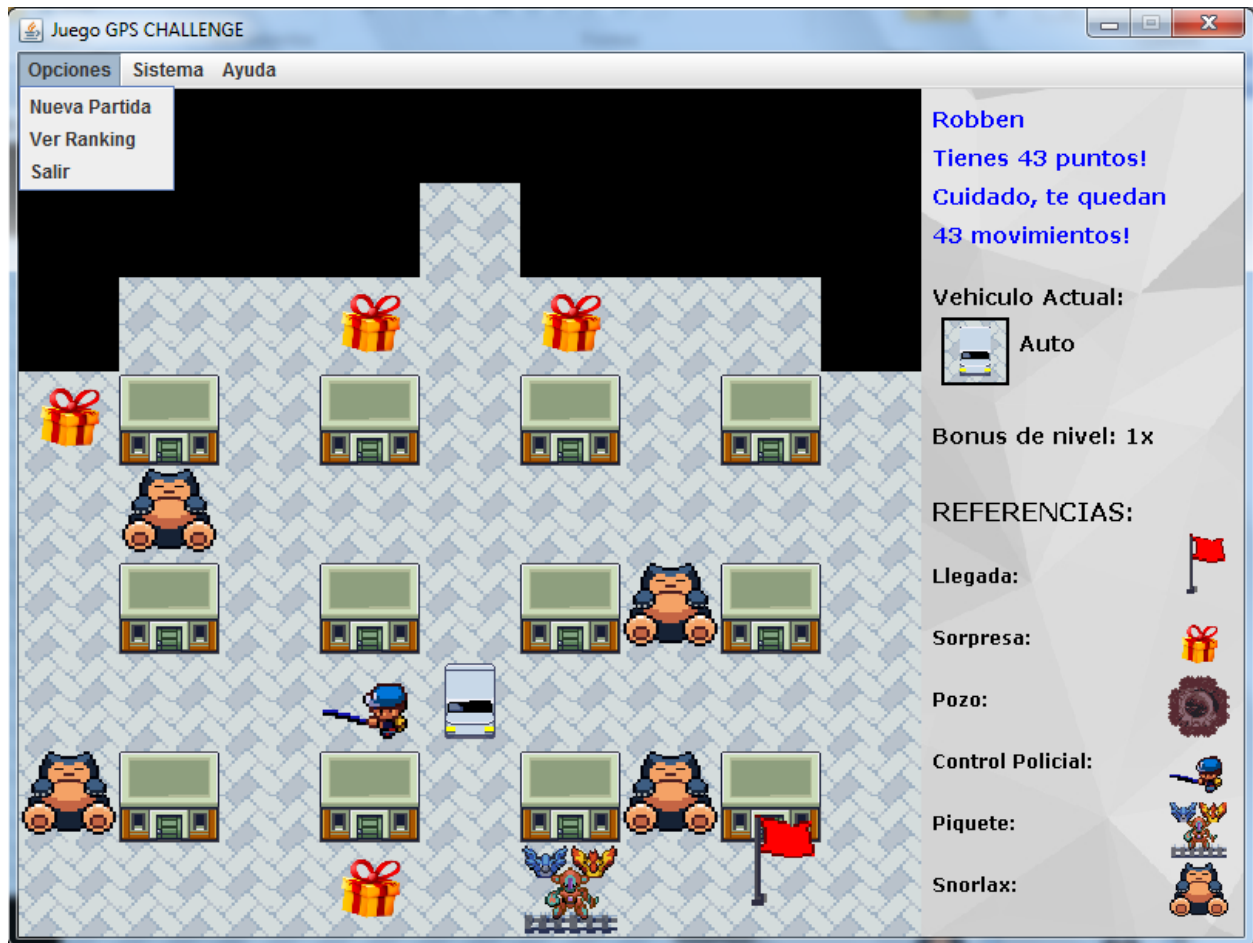 Juego GPS CHALLENGE
Opciones Sistema Ayuda
Nueva Partida
Ver Ranking
Salir
Robben
Tienes 43 puntos!
Cuidado, te quedan
43 movimientos!
Vehiculo Actual:
Auto
Bonus de nivel: 1x
REFERENCIAS:
Llegada:
Sorpresa:
Pozo:
Control Policial:
Piquete:
Snorlax: